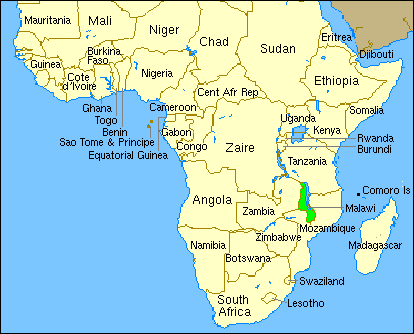 Mauritania
Mali
Niger
Chad
Sudan
Eritrea
Djibouti
Guinea
Burkina
Faso
Cote
d'Ivoire
Nigeria
Ethiopia
Cent Afr Rep
Somalia
Ghana
Togo
Benin
Sao Tome & Principe
Equatorial Guinea
Cameroon
Gabon
Congo
Zaire
Uganda
Kenya
Rwanda
Burundi
Tanzania
Comoro Is
Malawi
Angola
Zambia
Mozambique
Madagascar
Zimbabwe
Namibia
Botswana
Swaziland
South
Africa
Lesotho